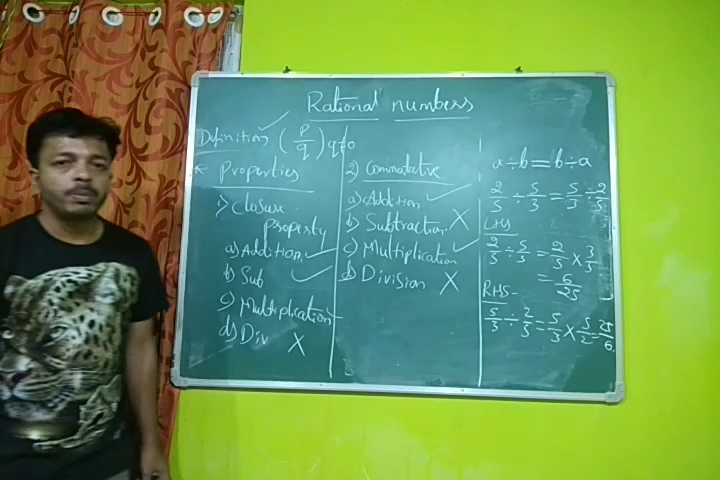 Rational numbers
Definition ✓ (p/q) q≠0
* Properties
1) Closure
property
a) Addition ✓
b) Sub ✓
c) Multiplication
d) Div X
2) Commutative
a) Addition ✓
b) Subtraction X
c) Multiplication ✓
d) Division X
a÷b=b÷a
2/5 ÷ 5/3 = 5/3 ÷ 2/5
LHS
2/5 ÷ 5/3 = 2/5 × 3/5
= 6/25
RHS-
5/3 ÷ 2/5 = 5/3 × 5/2 = 25/6